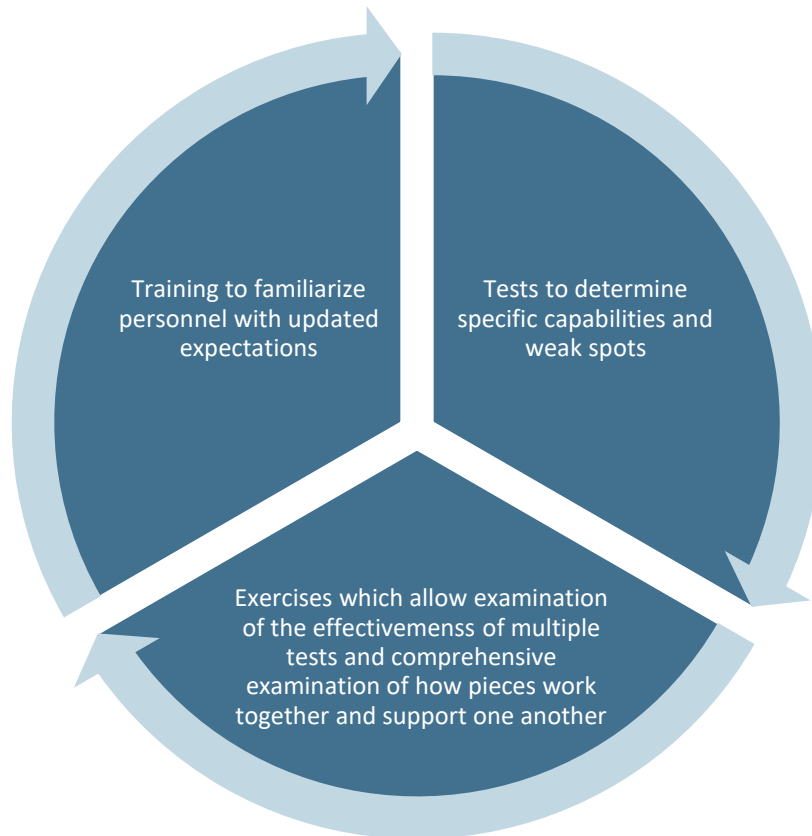 Training to familiarize
personnel with updated
expectations
Tests to determine
specific capabilities and
weak spots
Exercises which allow examination
of the effectivemenss of multiple
tests and comprehensive
examination of how pieces work
together and support one another